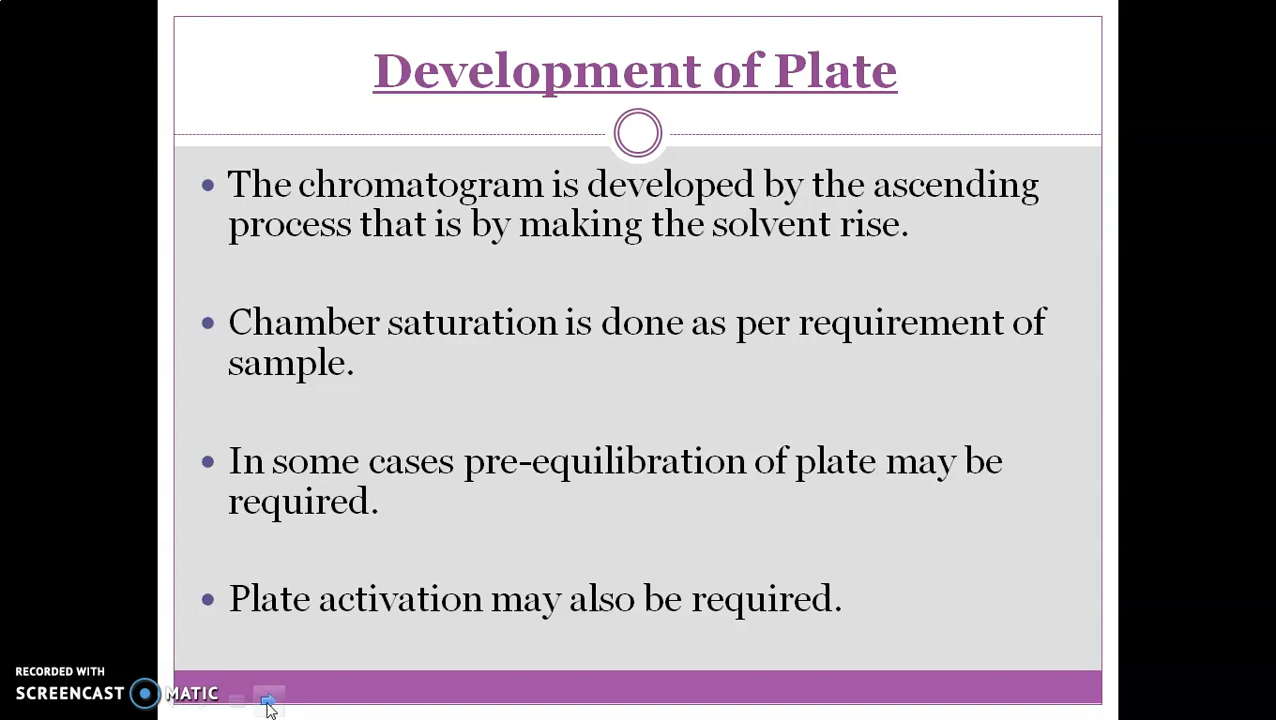 Development of Plate
• The chromatogram is developed by the ascending
process that is by making the solvent rise.
• Chamber saturation is done as per requirement of
sample.
• In some cases pre-equilibration of plate may be
required.
• Plate activation may also be required.
RECORDED WITH
SCREENCAST MATIC